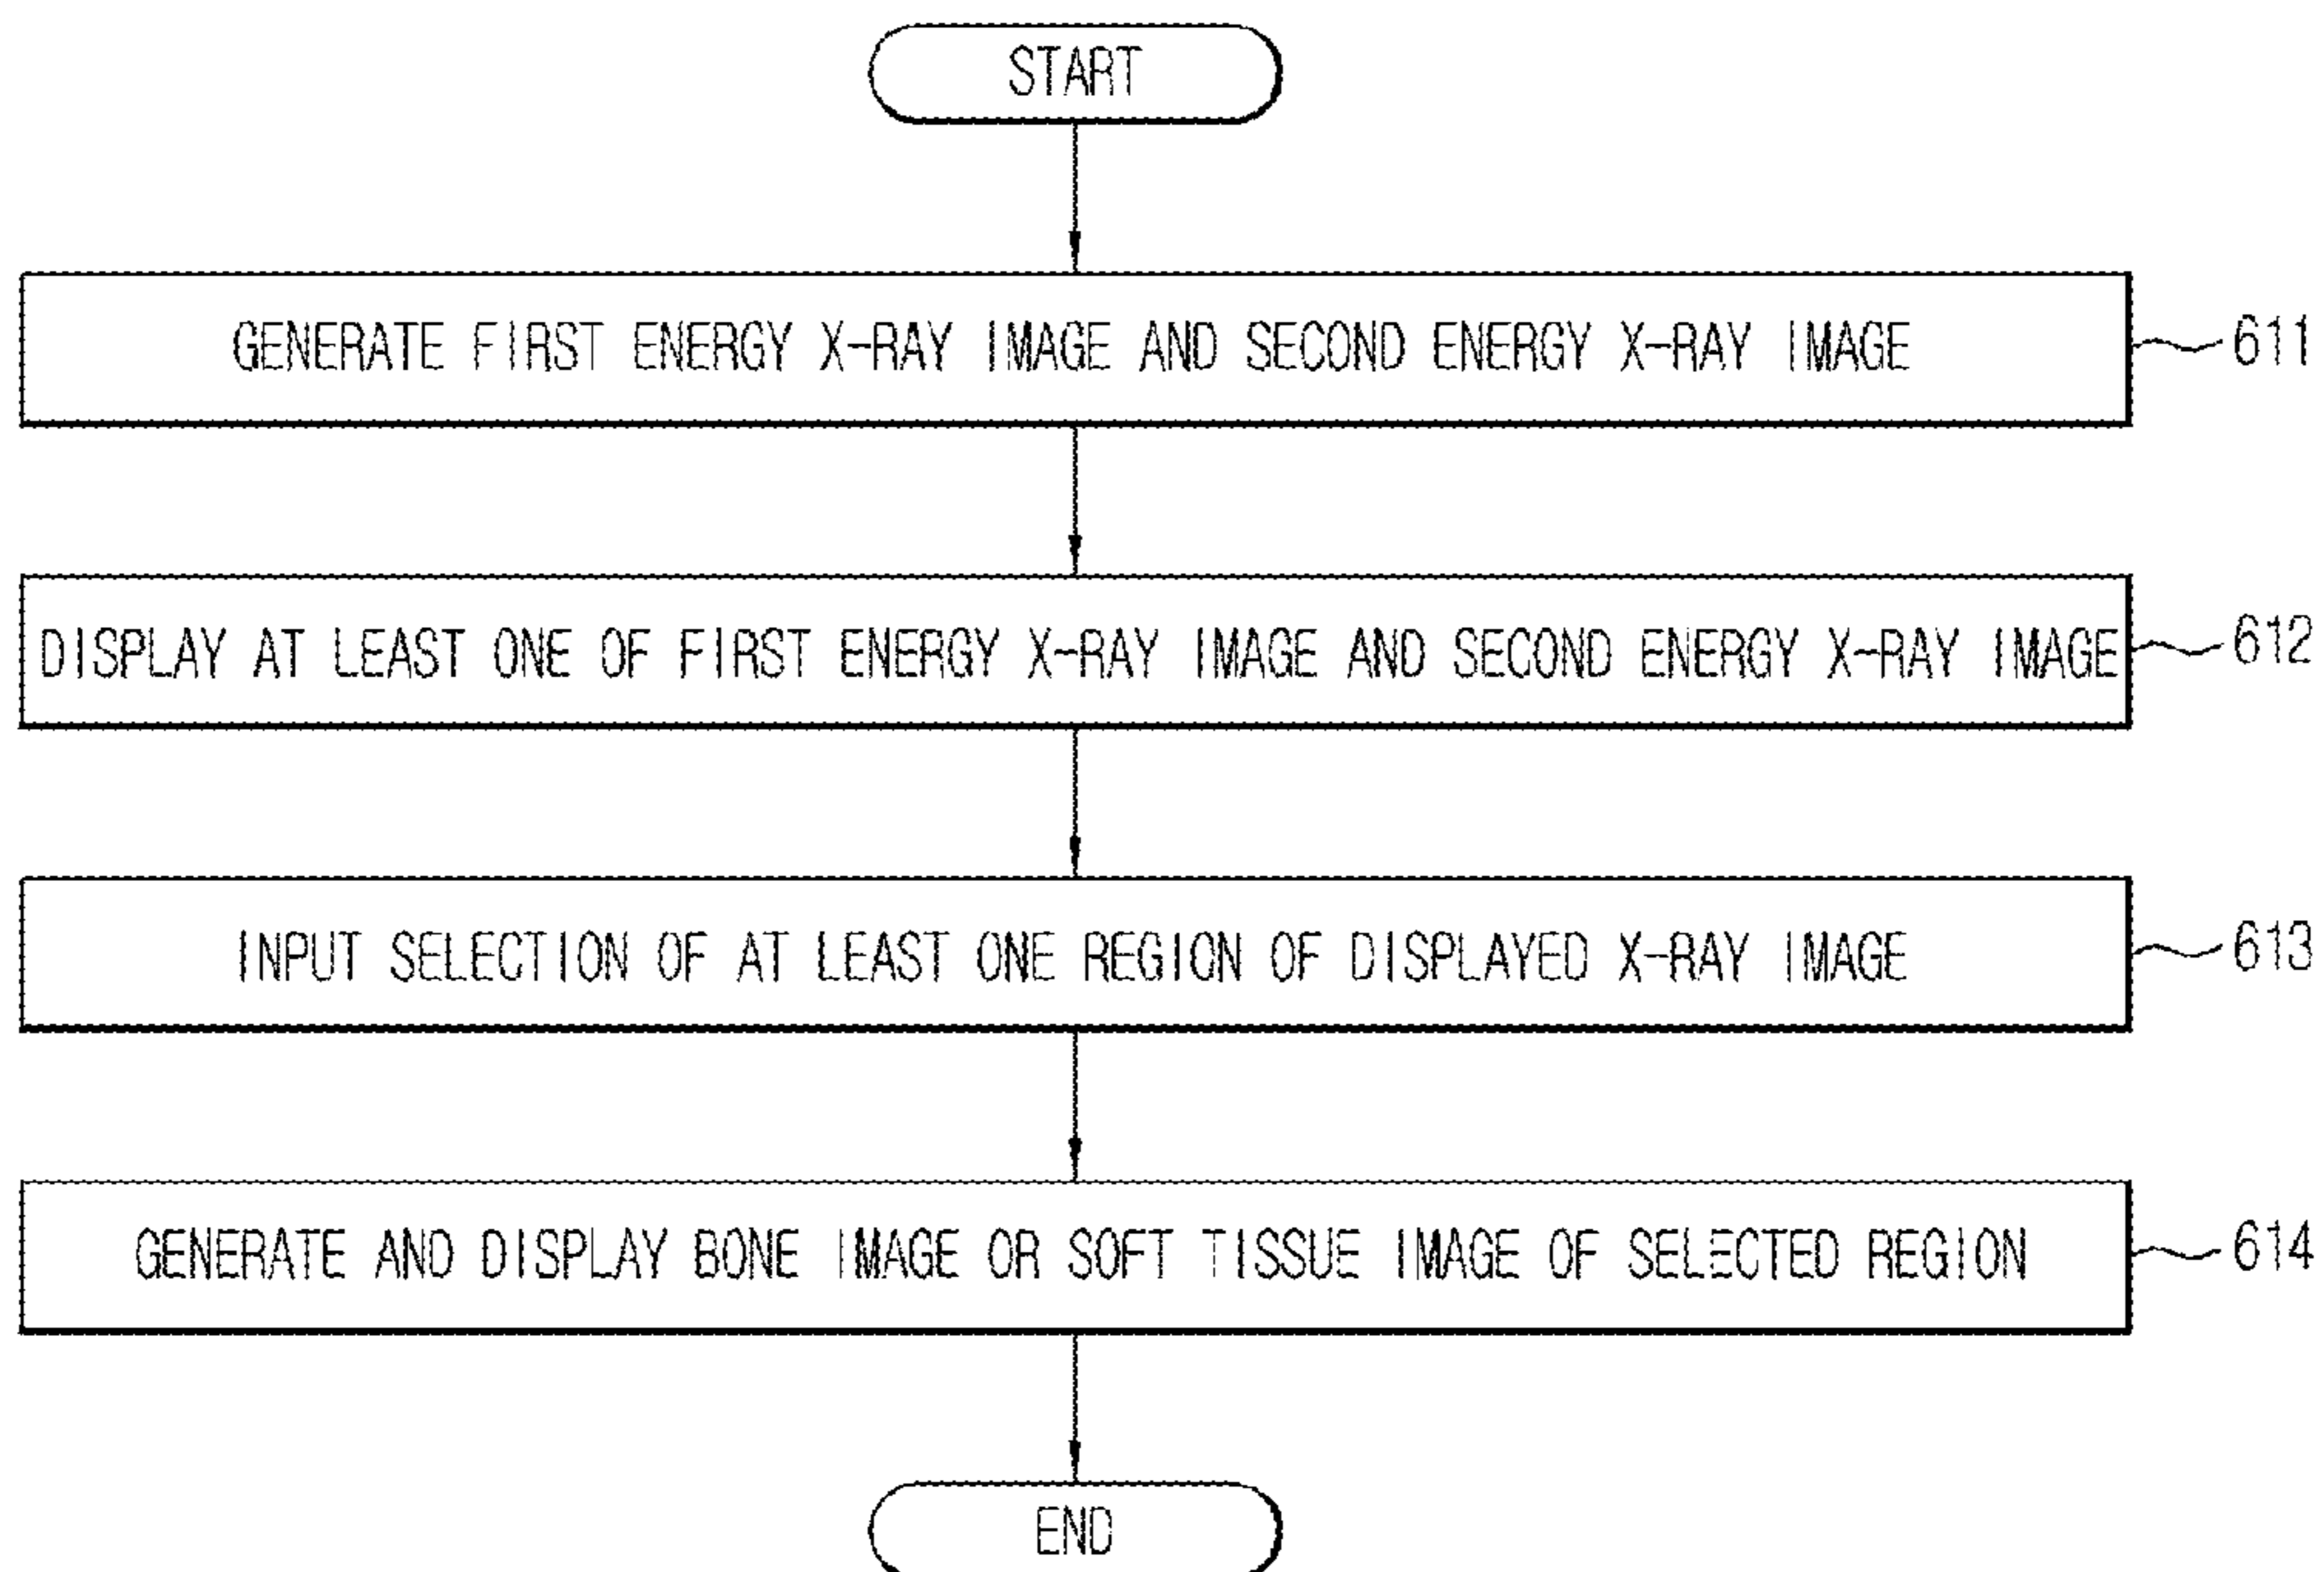 START
GENERATE FIRST ENERGY X-RAY IMAGE AND SECOND ENERGY X-RAY IMAGE
611
DISPLAY AT LEAST ONE OF FIRST ENERGY X-RAY IMAGE AND SECOND ENERGY X-RAY IMAGE
612
INPUT SELECTION OF AT LEAST ONE REGION OF DISPLAYED X-RAY IMAGE
613
GENERATE AND DISPLAY BONE IMAGE OR SOFT TISSUE IMAGE OF SELECTED REGION
614
END